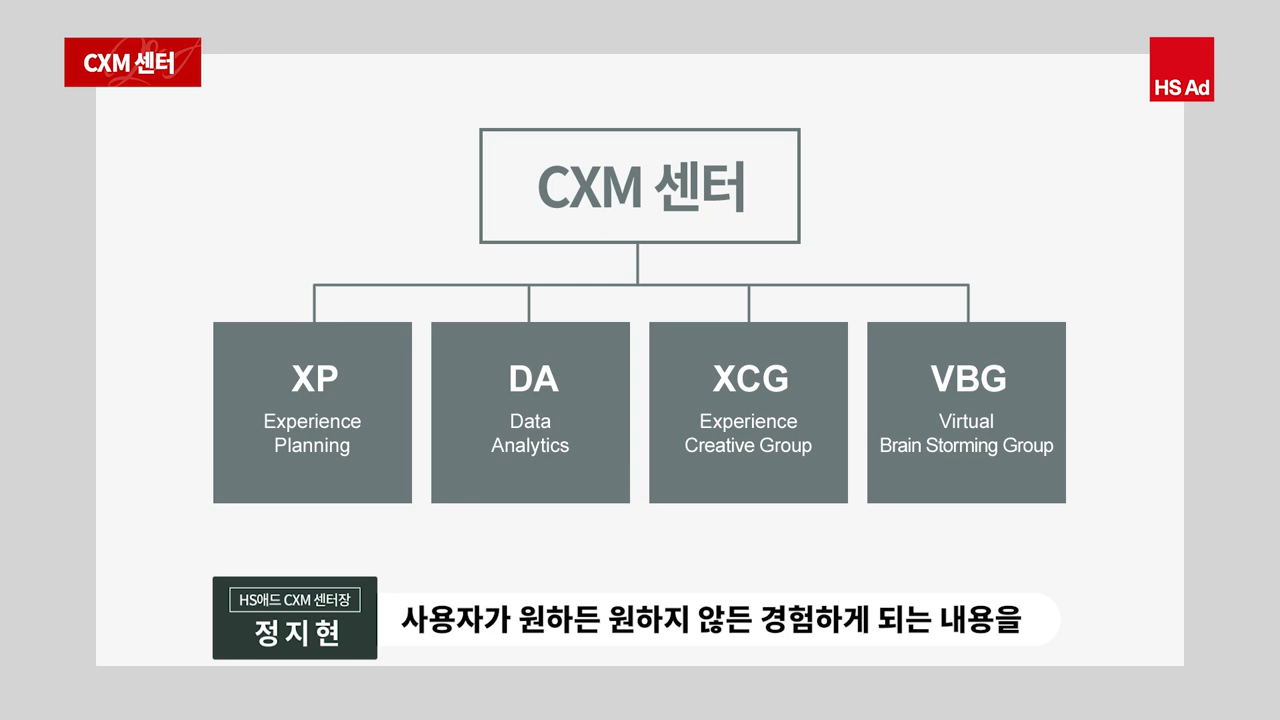 CXM 센터
HS Ad
CXM 센터
XP
Experience
Planning
DA
Data
Analytics
XCG
Experience
Creative Group
VBG
Virtual
Brain Storming Group
HS애드 CXM 센터장
정지현
사용자가 원하든 원하지 않든 경험하게 되는 내용을